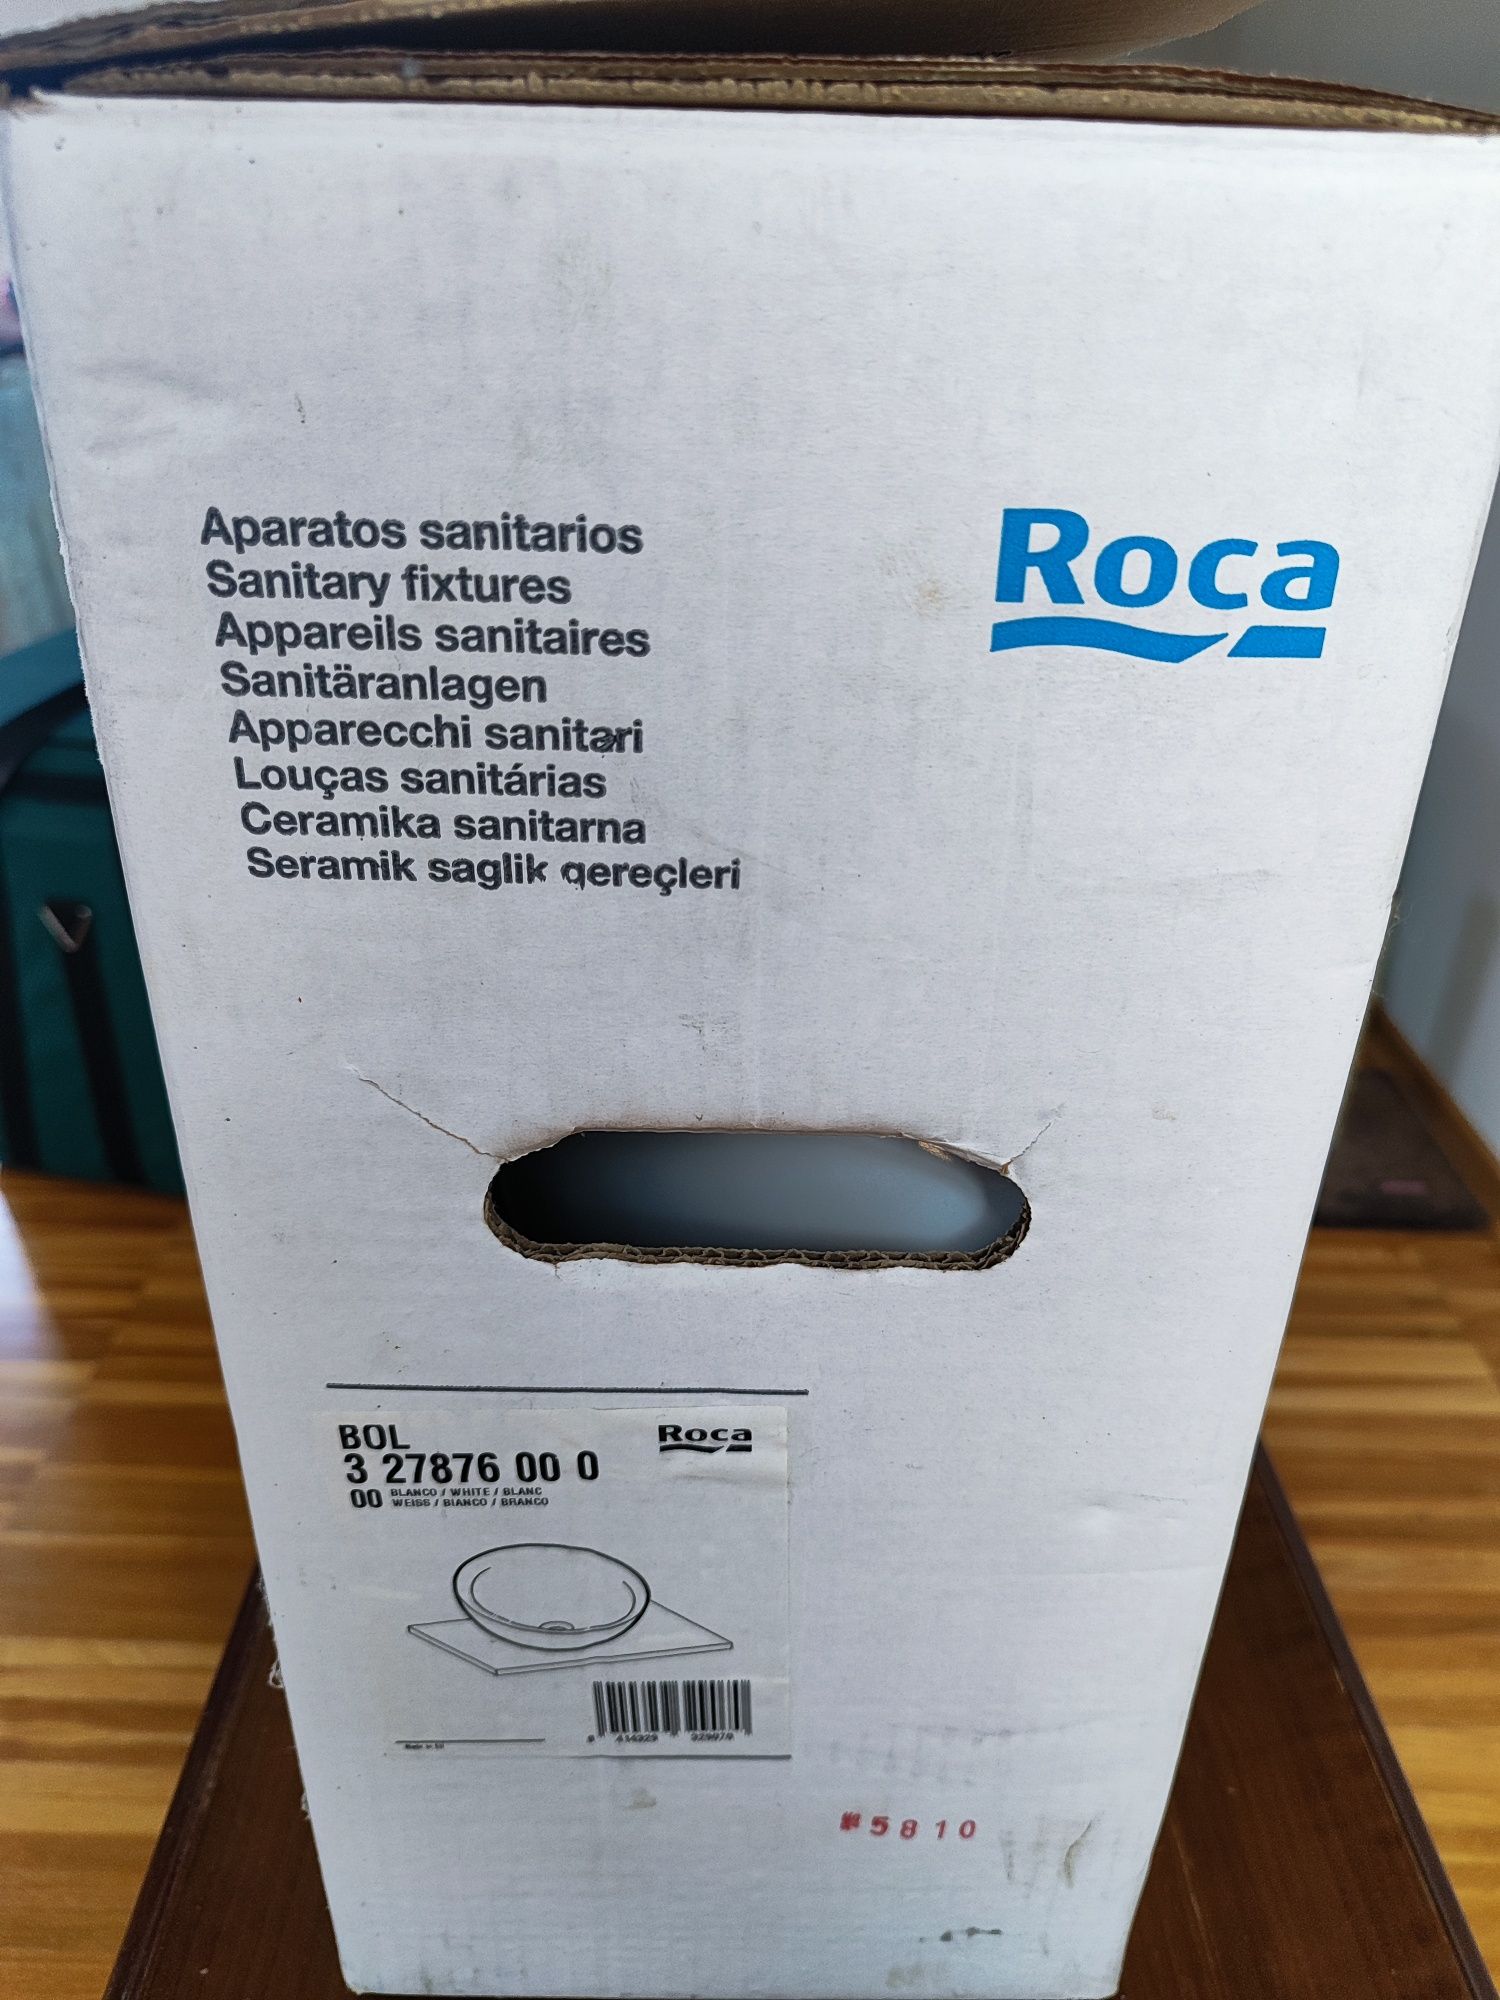 Aparatos sanitarios
Sanitary fixtures
Appareils sanitaires
Sanitäranlagen
Apparecchi sanitari
Louças sanitárias
Ceramika sanitarna
Seramik saglik gereçleri
Roca
BOL
Roca
3 27876 00 0
00 BLANCO / WHITE / BLANC
WEISS / BIANCO / BRANCO
5810